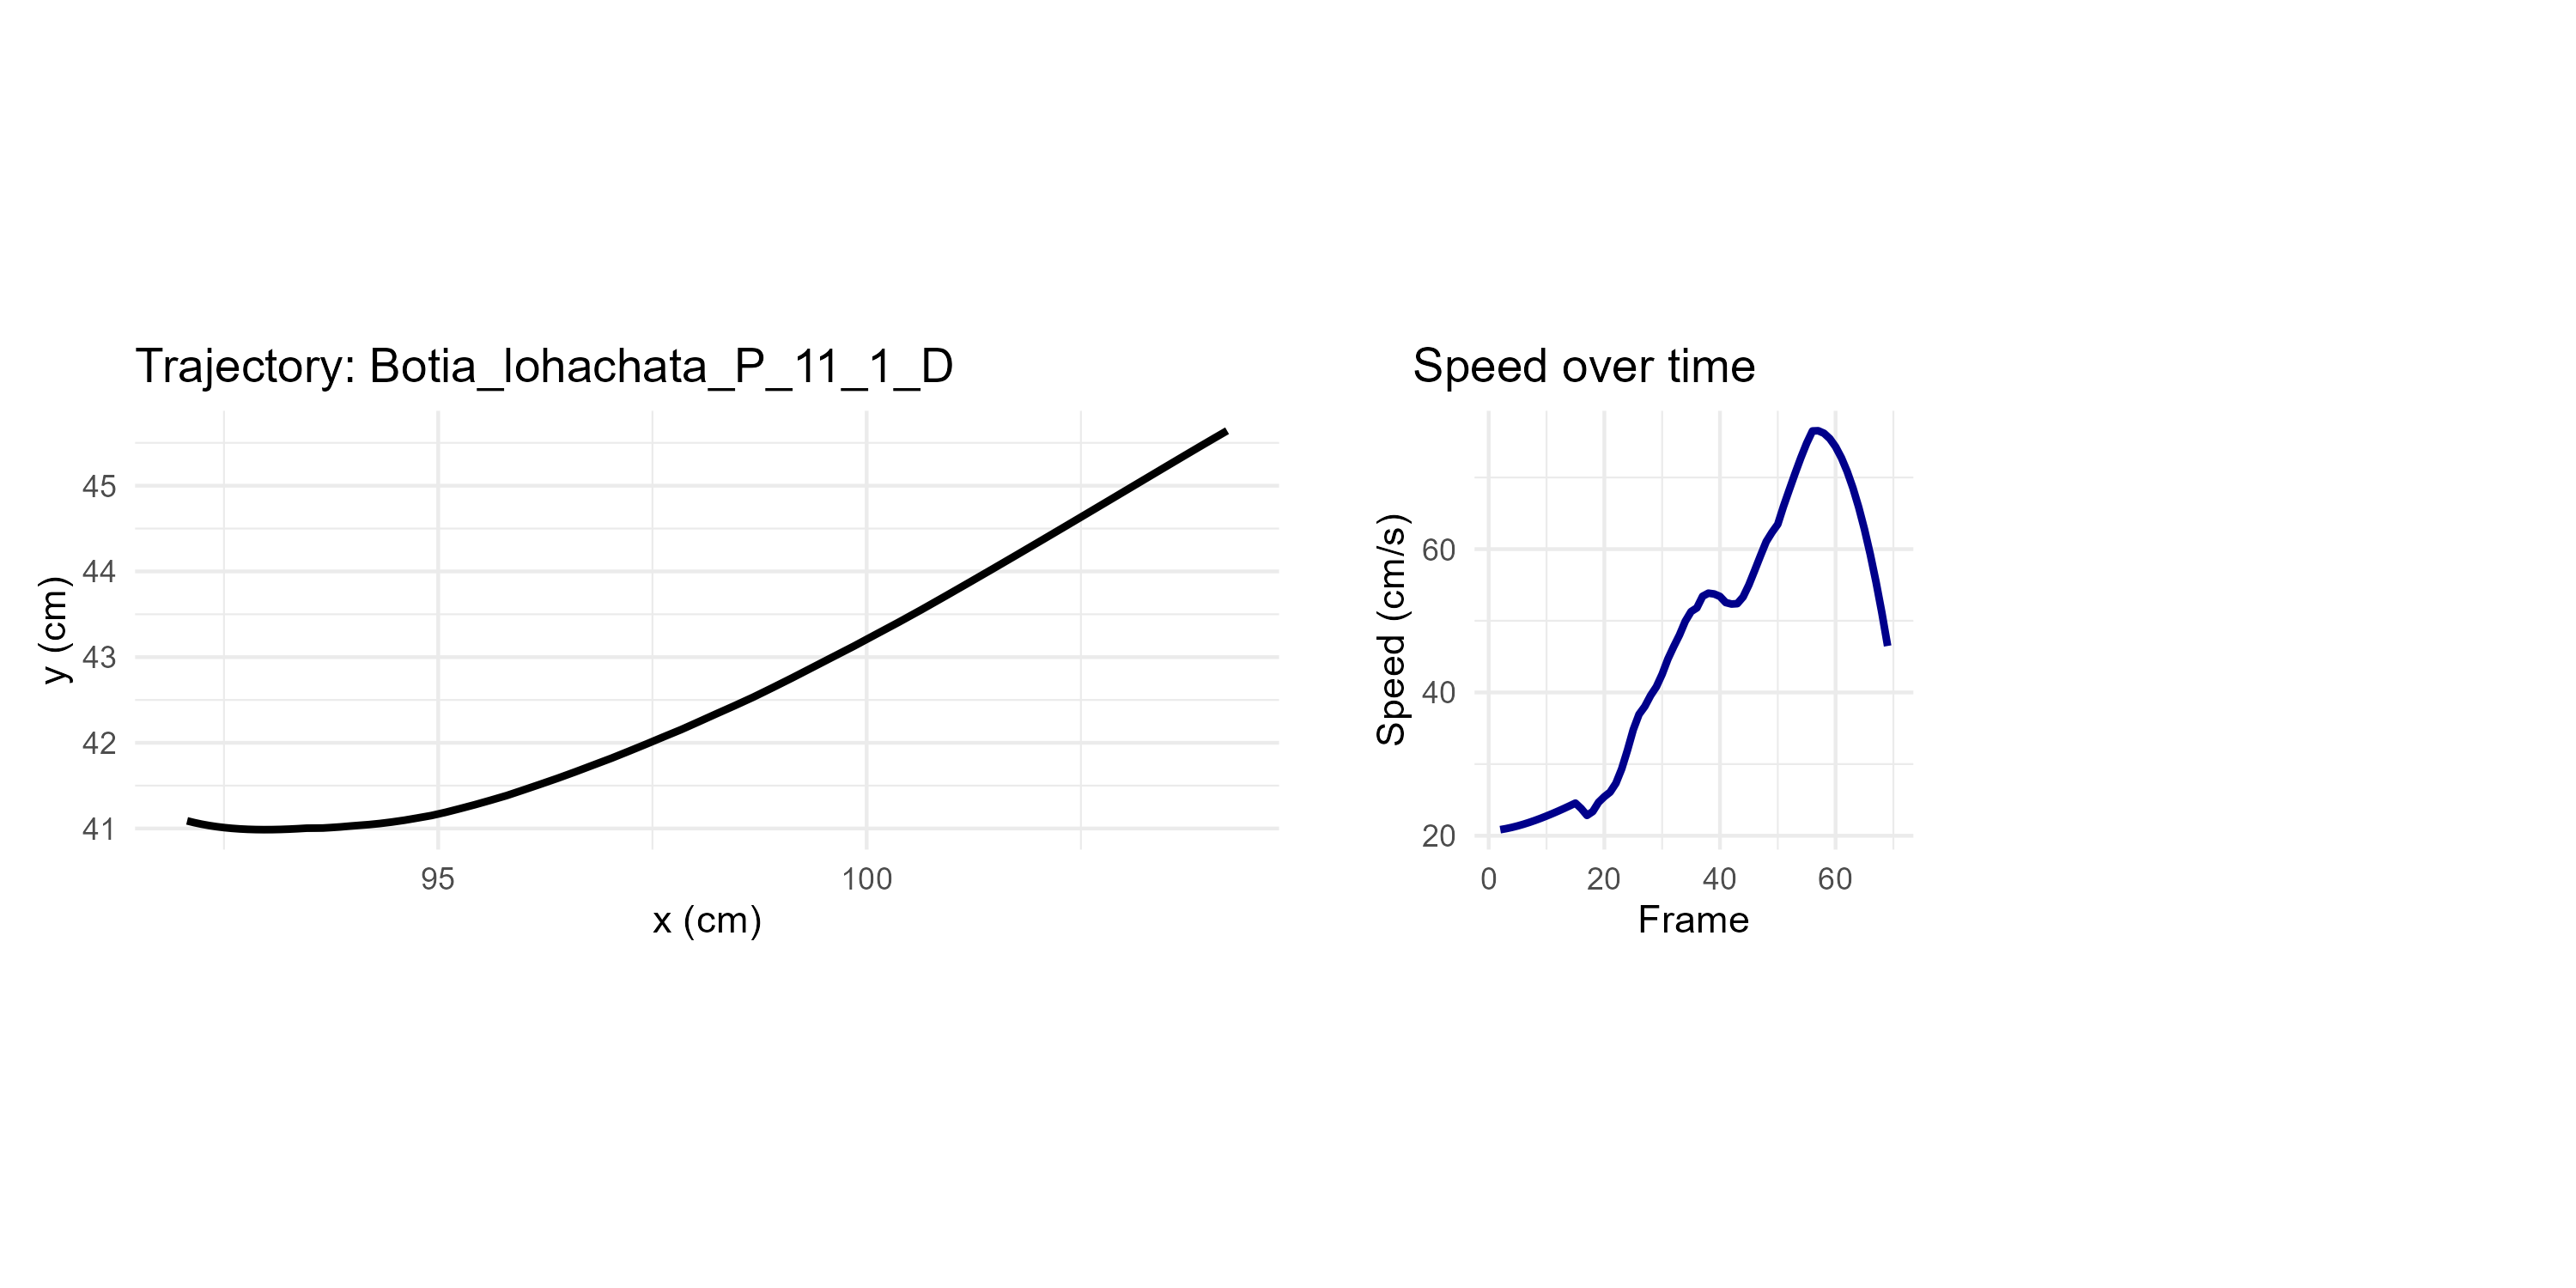 Trajectory: Botia_lohachata_P_11_1_D
45
44
43
42
41
y (cm)
95
100
x (cm)
Speed over time
60
40
20
Speed (cm/s)
0
20
40
60
Frame